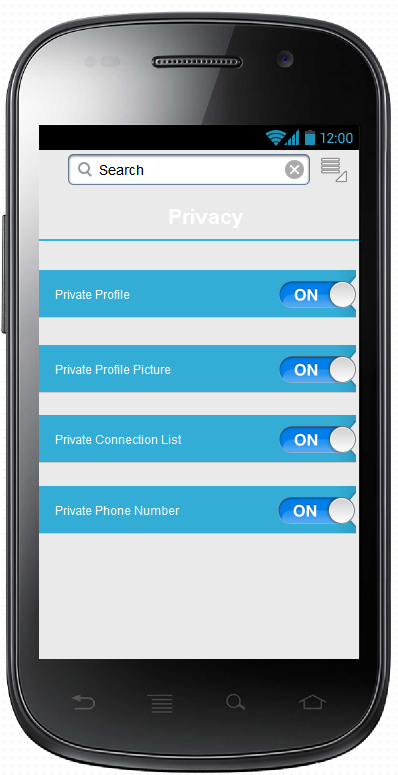 12:00
Search
Privacy
Private Profile ON
Private Profile Picture ON
Private Connection List ON
Private Phone Number ON